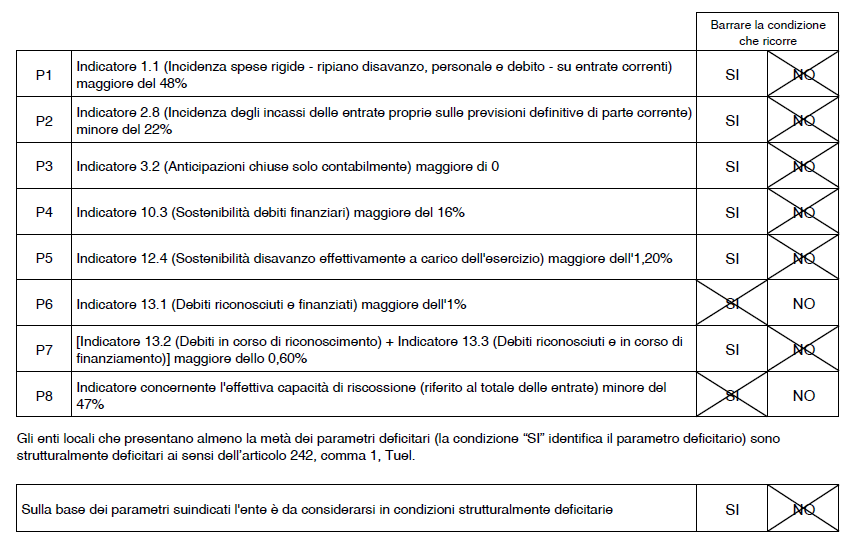 Barrare la condizione
che ricorre
P1
Indicatore 1.1 (Incidenza spese rigide - ripiano disavanzo, personale e debito - su entrate correnti)
maggiore del 48%
SI
NO
P2
Indicatore 2.8 (Incidenza degli incassi delle entrate proprie sulle previsioni definitive di parte corrente)
minore del 22%
SI
NO
P3
Indicatore 3.2 (Anticipazioni chiuse solo contabilmente) maggiore di 0
SI
NO
P4
Indicatore 10.3 (Sostenibilità debiti finanziari) maggiore del 16%
SI
NO
P5
Indicatore 12.4 (Sostenibilità disavanzo effettivamente a carico dell'esercizio) maggiore dell'1,20%
SI
NO
P6
Indicatore 13.1 (Debiti riconosciuti e finanziati) maggiore dell'1%
SI
NO
P7
[Indicatore 13.2 (Debiti in corso di riconoscimento) + Indicatore 13.3 (Debiti riconosciuti e in corso di
finanziamento)] maggiore dello 0,60%
SI
NO
P8
Indicatore concernente l'effettiva capacità di riscossione (riferito al totale delle entrate) minore del
47%
SI
NO
Gli enti locali che presentano almeno la metà dei parametri deficitari (la condizione “SI” identifica il parametro deficitario) sono
strutturalmente deficitari ai sensi dell’articolo 242, comma 1, Tuel.
Sulla base dei parametri suindicati l'ente è da considerarsi in condizioni strutturalmente deficitarie
SI
NO